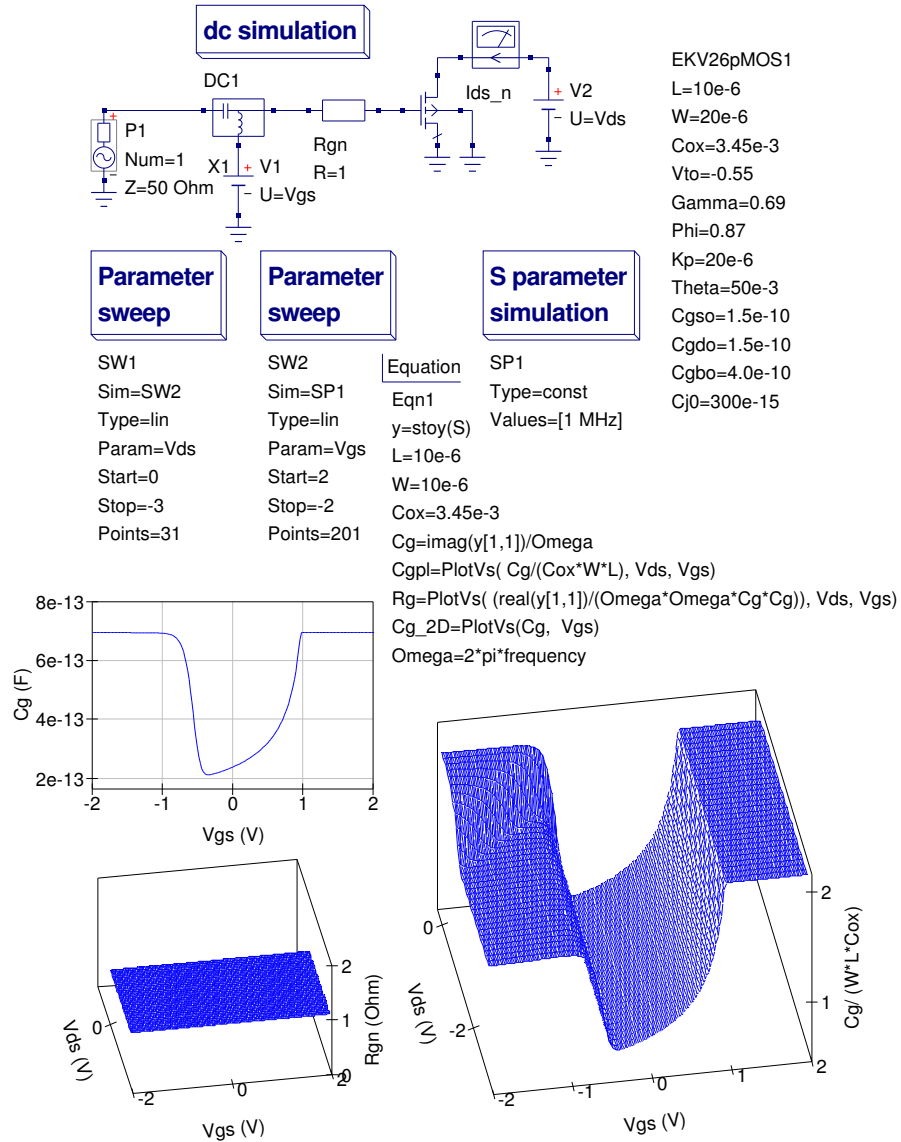 dc simulation
DC1
P1
Num=1
Z=50 Ohm
X1
V1
U=Vgs
Rgn
R=1
Ids_n
V2
U=Vds
EKV26pMOS1
L=10e-6
W=20e-6
Cox=3.45e-3
Vto=-0.55
Gamma=0.69
Phi=0.87
Kp=20e-6
Theta=50e-3
Cgso=1.5e-10
Cgdo=1.5e-10
Cgbo=4.0e-10
Cj0=300e-15
Parameter
sweep
SW1
Sim=SW2
Type=lin
Param=Vds
Start=0
Stop=-3
Points=31
Parameter
sweep
SW2
Sim=SP1
Type=lin
Param=Vgs
Start=2
Stop=-2
Points=201
Equation
Eqn1
y=stoy(S)
L=10e-6
W=10e-6
Cox=3.45e-3
Cg=imag(y[1,1])/Omega
Cgpl=PlotVs( Cg/(Cox*W*L), Vds, Vgs)
Rg=PlotVs( (real(y[1,1])/(Omega*Omega*Cg*Cg)), Vds, Vgs)
Cg_2D=PlotVs(Cg, Vgs)
Omega=2*pi*frequency
S parameter
simulation
SP1
Type=const
Values=[1 MHz]
8e-13
6e-13
4e-13
2e-13
Cg (F)
-2 -1 0 1 2
Vgs (V)
0
Vds (V)
-2 0 2
Vgs (V)
2
1
0
Rgn (Ohm)
0
-2
Vds (V)
-2 -1 0 1 2
Vgs (V)
2
1
Cg/ (W*L*Cox)